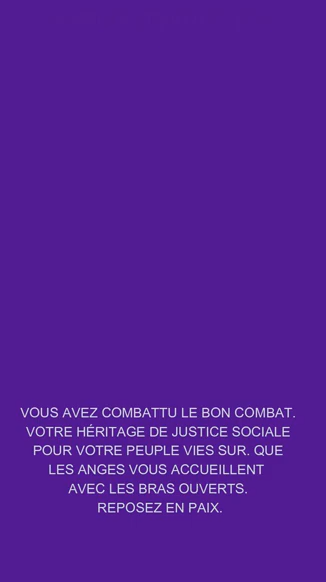 VOUS AVEZ COMBATTU LE BON COMBAT.
VOTRE HÉRITAGE DE JUSTICE SOCIALE
POUR VOTRE PEUPLE VIES SUR. QUE
LES ANGES VOUS ACCUEILLENT
AVEC LES BRAS OUVERTS.
REPOSEZ EN PAIX.